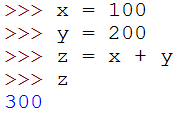 >>> x = 100
>>> y = 200
>>> z = x + y
>>> z
300